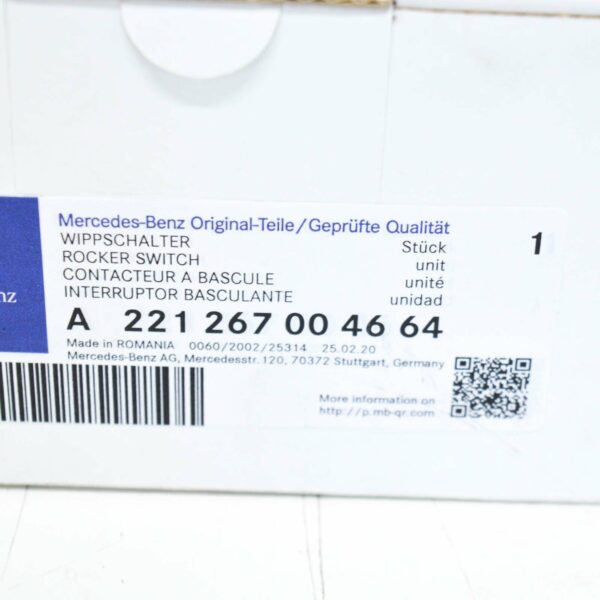 Mercedes-Benz Original-Teile/Geprüfte Qualität
WIPPSCHALTER Stück 1
ROCKER SWITCH unit
CONTACTEUR A BASCULE unité
INTERRUPTOR BASCULANTE unidad
A 221 267 00 46 64
Made in ROMANIA 0060/2002/25314 25.02.20
Mercedes-Benz AG, Mercedesstr. 120, 70372 Stuttgart, Germany
More information on
http://p.mb-qr.com